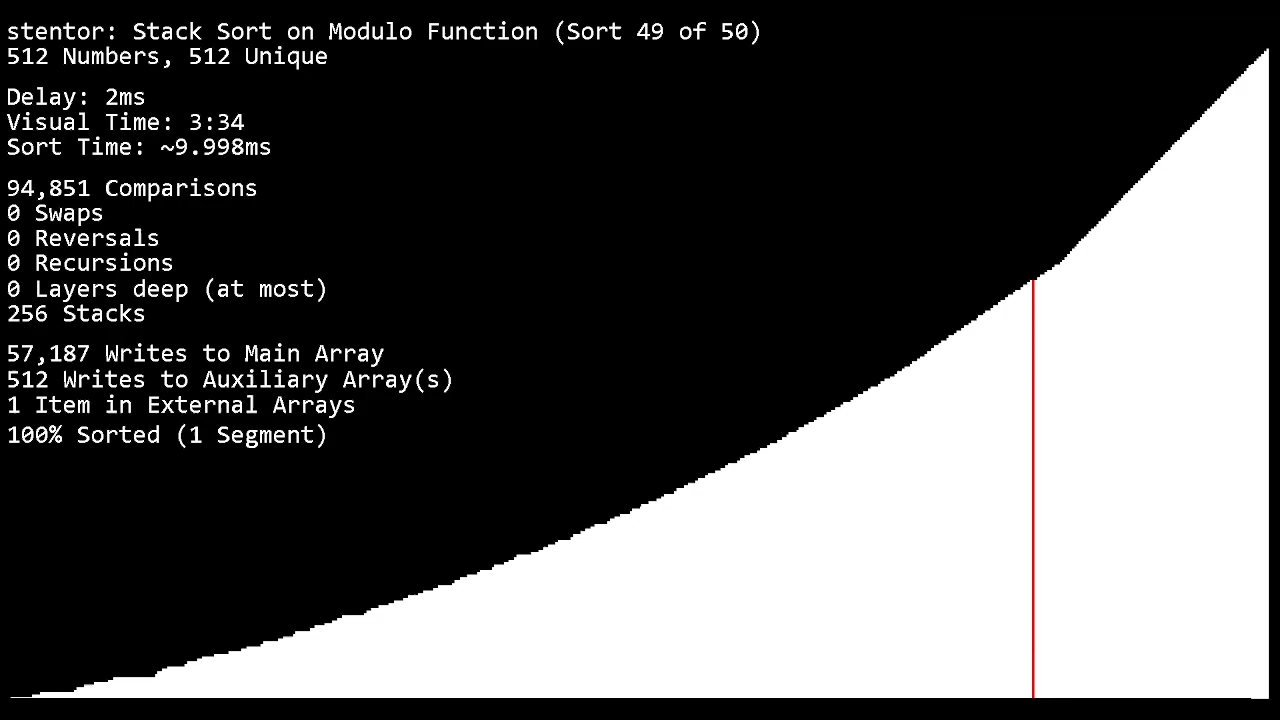 stentor: Stack Sort on Modulo Function (Sort 49 of 50)
512 Numbers, 512 Unique
Delay: 2ms
Visual Time: 3:34
Sort Time: ~9.998ms
94,851 Comparisons
0 Swaps
0 Reversals
0 Recursions
0 Layers deep (at most)
256 Stacks
57,187 Writes to Main Array
512 Writes to Auxiliary Array(s)
1 Item in External Arrays
100% Sorted (1 Segment)